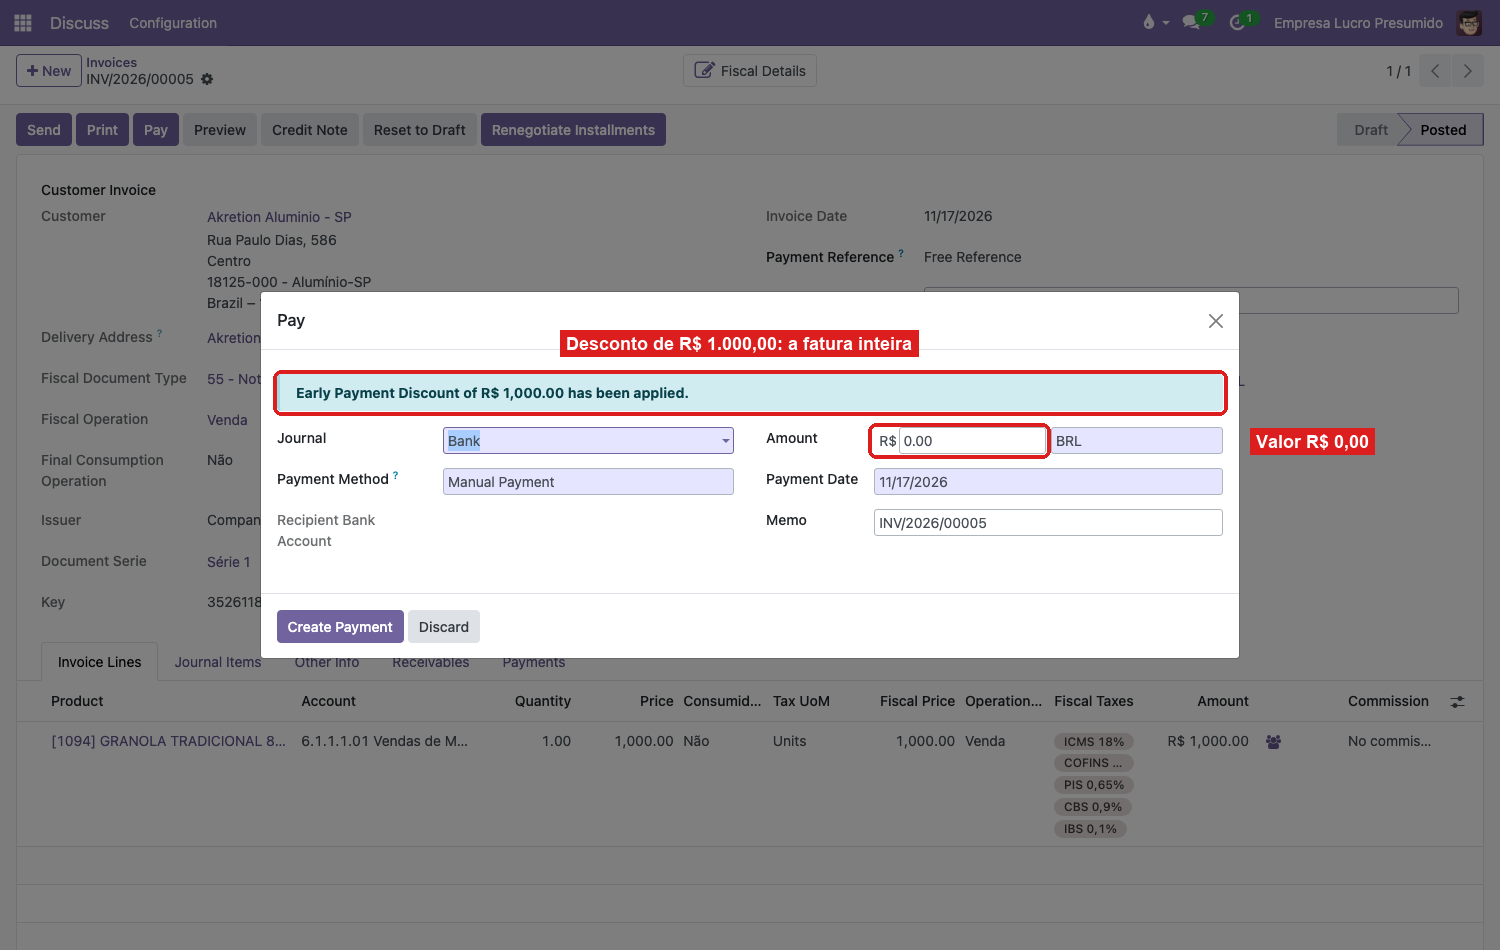 Discuss Configuration 7 1 Empresa Lucro Presumido
New Invoices
INV/2026/00005 Fiscal Details 1 / 1
Send Print Pay Preview Credit Note Reset to Draft Renegotiate Installments Draft Posted
Customer Invoice
Customer Akretion Aluminio - SP Invoice Date 11/17/2026
Rua Paulo Dias, 586
Centro Payment Reference ? Free Reference
18125-000 - Alumínio-SP
Brazil –
Delivery Address ? Akretion
Fiscal Document Type 55 - Not
Fiscal Operation Venda
Final Consumption Operation Não
Issuer Compan
Document Serie Série 1
Key 3526118
Pay
Desconto de R$ 1.000,00: a fatura inteira
Early Payment Discount of R$ 1,000.00 has been applied.
Journal Bank Amount R$ 0.00 BRL Valor R$ 0,00
Payment Method ? Manual Payment Payment Date 11/17/2026
Recipient Bank Account Memo INV/2026/00005
Create Payment Discard
Invoice Lines Journal Items Other Info Receivables Payments
Product Account Quantity Price Consumid... Tax UoM Fiscal Price Operation... Fiscal Taxes Amount Commission
[1094] GRANOLA TRADICIONAL 8... 6.1.1.1.01 Vendas de M... 1.00 1,000.00 Não Units 1,000.00 Venda ICMS 18% R$ 1,000.00 No commis...
COFINS ...
PIS 0,65%
CBS 0,9%
IBS 0,1%